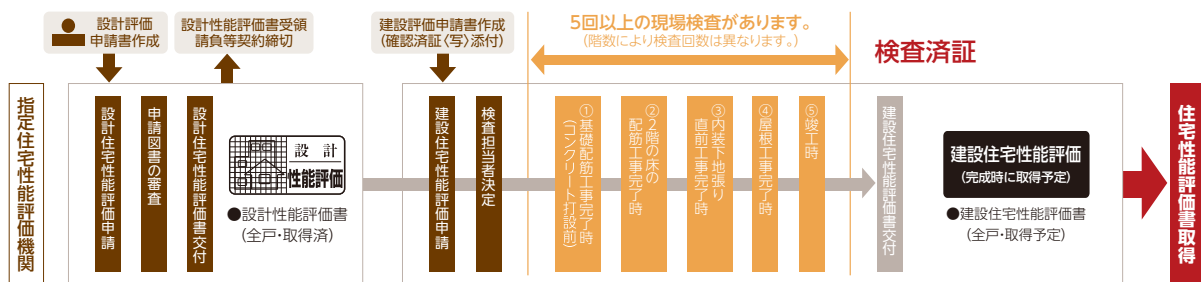 設計評価
申請書作成
設計性能評価書受領
請負等契約締切
建設評価申請書作成
(確認済証〈写〉添付)
5回以上の現場検査があります。
(階数により検査回数は異なります。)
検査済証
指定住宅性能評価機関
設計住宅性能評価申請
申請図書の審査
設計住宅性能評価書交付
設計
性能評価
●設計性能評価書
(全戸・取得済)
建設住宅性能評価申請
検査担当者決定
①基礎配筋工事完了時
(コンクリート打設前)
②2階の床の
配筋工事完了時
③内装下地張り
直前工事完了時
④屋根工事完了時
⑤竣工時
建設住宅性能評価書交付
建設住宅性能評価
(完成時に取得予定)
●建設住宅性能評価書
(全戸・取得予定)
住宅性能評価書取得